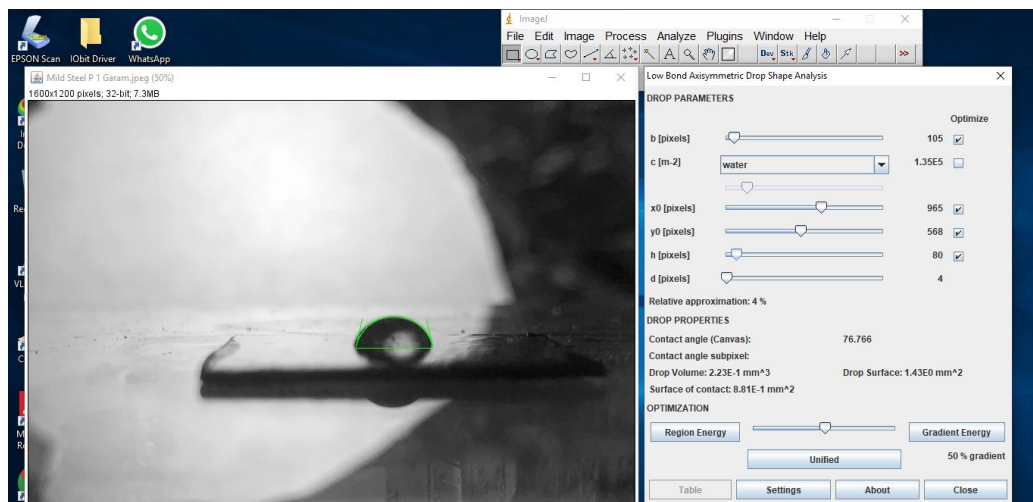 EPSON Scan
IObit Driver
WhatsApp
ImageJ
File Edit Image Process Analyze Plugins Window Help
Dev Stk >>
Mild Steel P 1 Garam.jpeg (50%)
1600x1200 pixels; 32-bit; 7.3MB
Low Bond Axisymmetric Drop Shape Analysis
DROP PARAMETERS
Optimize
b [pixels] 105
c [m-2] water 1.35E5
x0 [pixels] 965
y0 [pixels] 568
h [pixels] 80
d [pixels] 4
Relative approximation: 4 %
DROP PROPERTIES
Contact angle (Canvas): 76.766
Contact angle subpixel:
Drop Volume: 2.23E-1 mm^3 Drop Surface: 1.43E0 mm^2
Surface of contact: 8.81E-1 mm^2
OPTIMIZATION
Region Energy Gradient Energy
Unified 50 % gradient
Table Settings About Close